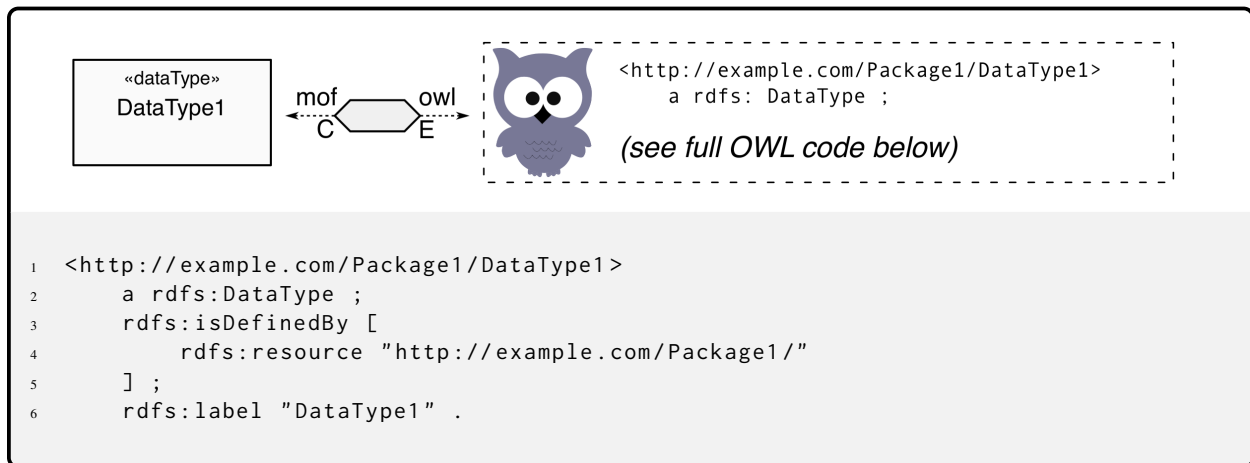 «dataType»
DataType1
mof
owl
C
E
<http://example.com/Package1/DataType1>
a rdfs: DataType ;
(see full OWL code below)
1 <http://example.com/Package1/DataType1>
2 a rdfs:DataType ;
3 rdfs:isDefinedBy [
4 rdfs:resource "http://example.com/Package1/"
5 ] ;
6 rdfs:label "DataType1" .